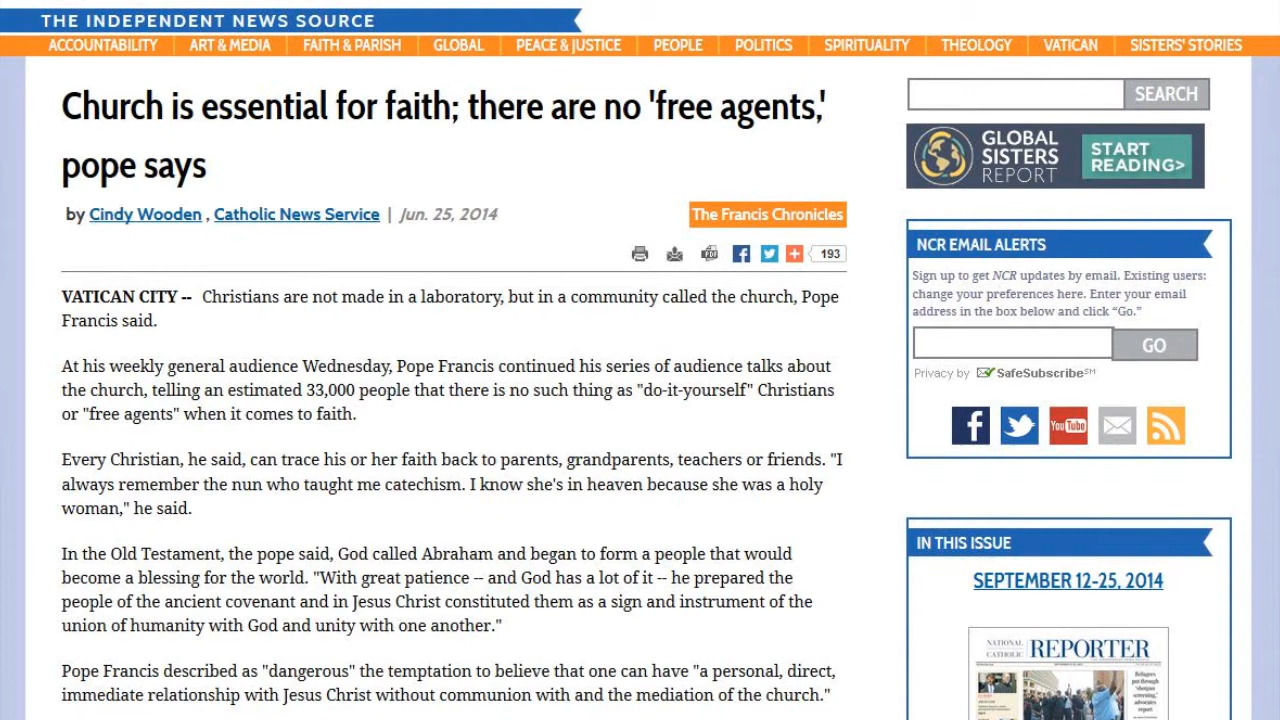 THE INDEPENDENT NEWS SOURCE
ACCOUNTABILITY ART & MEDIA FAITH & PARISH GLOBAL PEACE & JUSTICE PEOPLE POLITICS SPIRITUALITY THEOLOGY VATICAN SISTERS' STORIES
Church is essential for faith; there are no 'free agents,'
pope says
by Cindy Wooden , Catholic News Service | Jun. 25, 2014
The Francis Chronicles
193
VATICAN CITY -- Christians are not made in a laboratory, but in a community called the church, Pope
Francis said.
At his weekly general audience Wednesday, Pope Francis continued his series of audience talks about
the church, telling an estimated 33,000 people that there is no such thing as "do-it-yourself" Christians
or "free agents" when it comes to faith.
Every Christian, he said, can trace his or her faith back to parents, grandparents, teachers or friends. "I
always remember the nun who taught me catechism. I know she's in heaven because she was a holy
woman," he said.
In the Old Testament, the pope said, God called Abraham and began to form a people that would
become a blessing for the world. "With great patience -- and God has a lot of it -- he prepared the
people of the ancient covenant and in Jesus Christ constituted them as a sign and instrument of the
union of humanity with God and unity with one another."
Pope Francis described as "dangerous" the temptation to believe that one can have "a personal, direct,
immediate relationship with Jesus Christ without communion with and the mediation of the church."
SEARCH
GLOBAL
SISTERS
REPORT
START
READING>
NCR EMAIL ALERTS
Sign up to get NCR updates by email. Existing users:
change your preferences here. Enter your email
address in the box below and click “Go.”
GO
Privacy by SafeSubscribe SM
You Tube
IN THIS ISSUE
SEPTEMBER 12-25, 2014
NATIONAL
CATHOLIC
REPORTER
Refugees
put through
'shotgun
screening,'
advocates
report